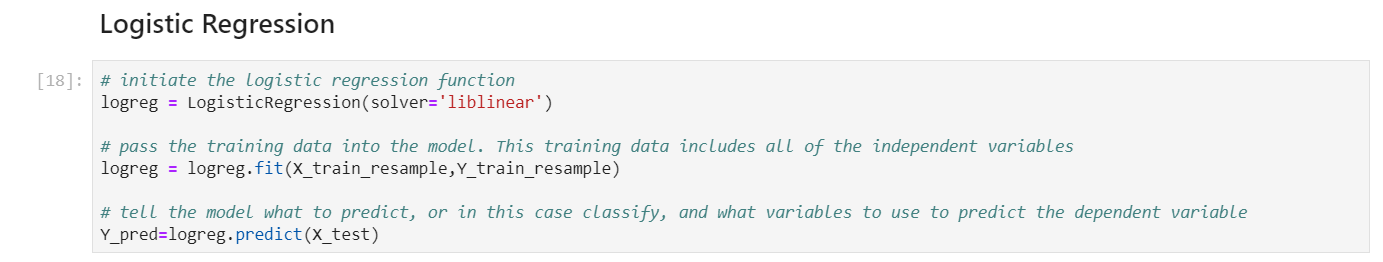 Logistic Regression
[18]:
# initiate the logistic regression function
logreg = LogisticRegression(solver='liblinear')
# pass the training data into the model. This training data includes all of the independent variables
logreg = logreg.fit(X_train_resample,Y_train_resample)
# tell the model what to predict, or in this case classify, and what variables to use to predict the dependent variable
Y_pred=logreg.predict(X_test)